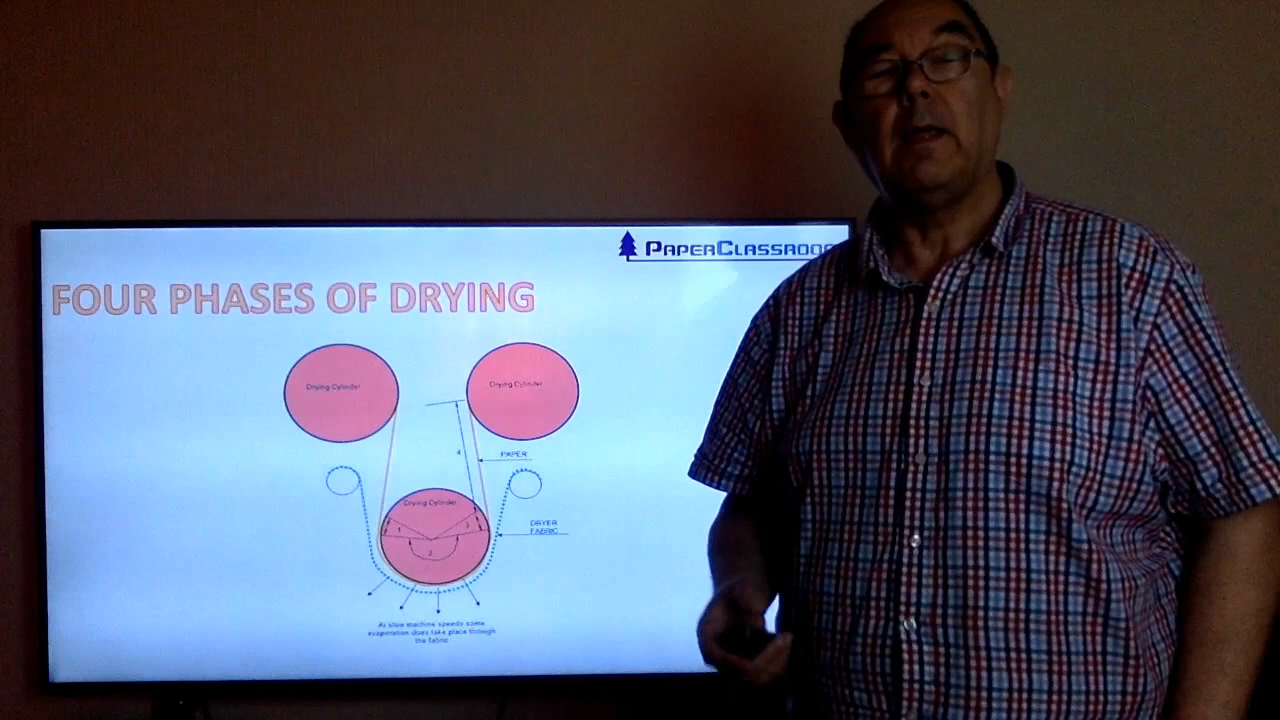 PAPERCLASSROO
FOUR PHASES OF DRYING
Drying Cylinder
Drying Cylinder
4
PAPER
Drying Cylinder
1
3
2
DRYER
FABRIC
At slow machine speeds some
evaporation does take place through
the fabric